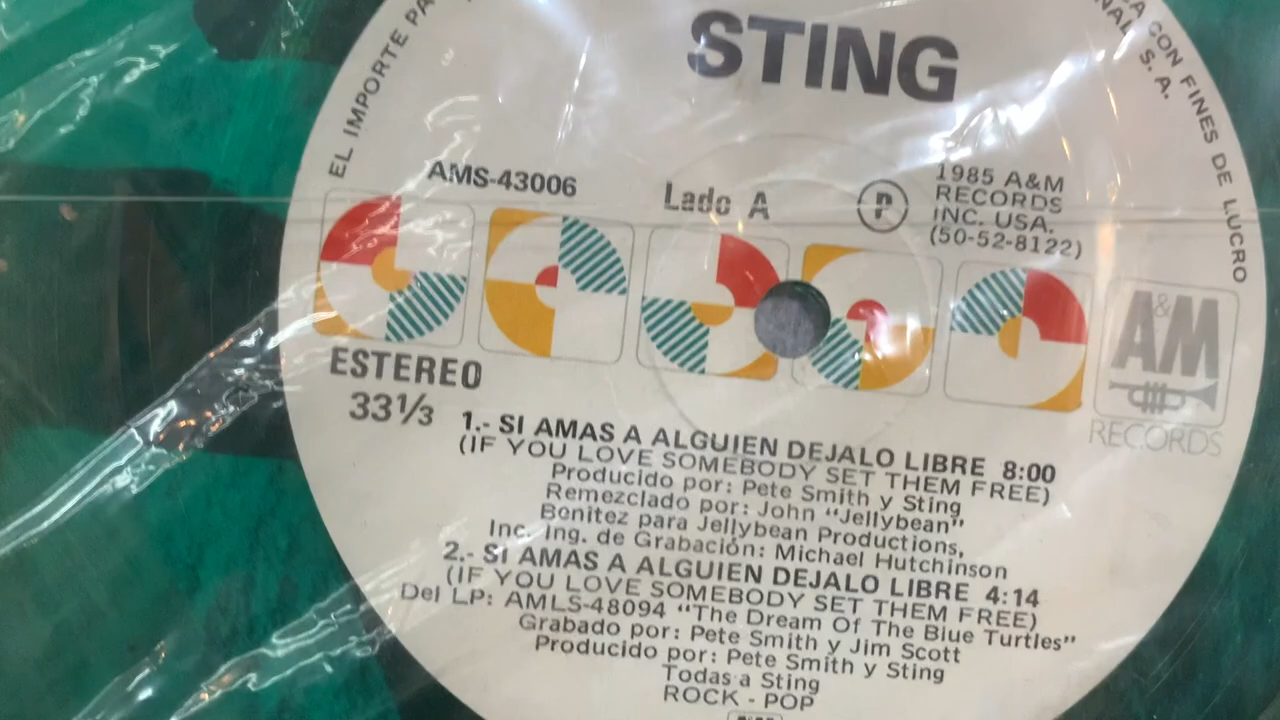 STING
EL IMPORTE
CON FINES DE LUCRO
S. A.
AMS-43006
Lado A
P
1985 A&M
RECORDS
INC. USA.
(50-52-8122)
A&M
RECORDS
ESTEREO
33 1/3
1.- SI AMAS A ALGUIEN DEJALO LIBRE 8:00
(IF YOU LOVE SOMEBODY SET THEM FREE)
Producido por: Pete Smith y Sting
Remezclado por: John "Jellybean"
Benitez para Jellybean Productions,
Inc. Ing. de Grabación: Michael Hutchinson
2.- SI AMAS A ALGUIEN DEJALO LIBRE 4:14
(IF YOU LOVE SOMEBODY SET THEM FREE)
Del LP: AMLS-48094 "The Dream Of The Blue Turtles"
Grabado por: Pete Smith y Jim Scott
Producido por: Pete Smith y Sting
Todas a Sting
ROCK - POP